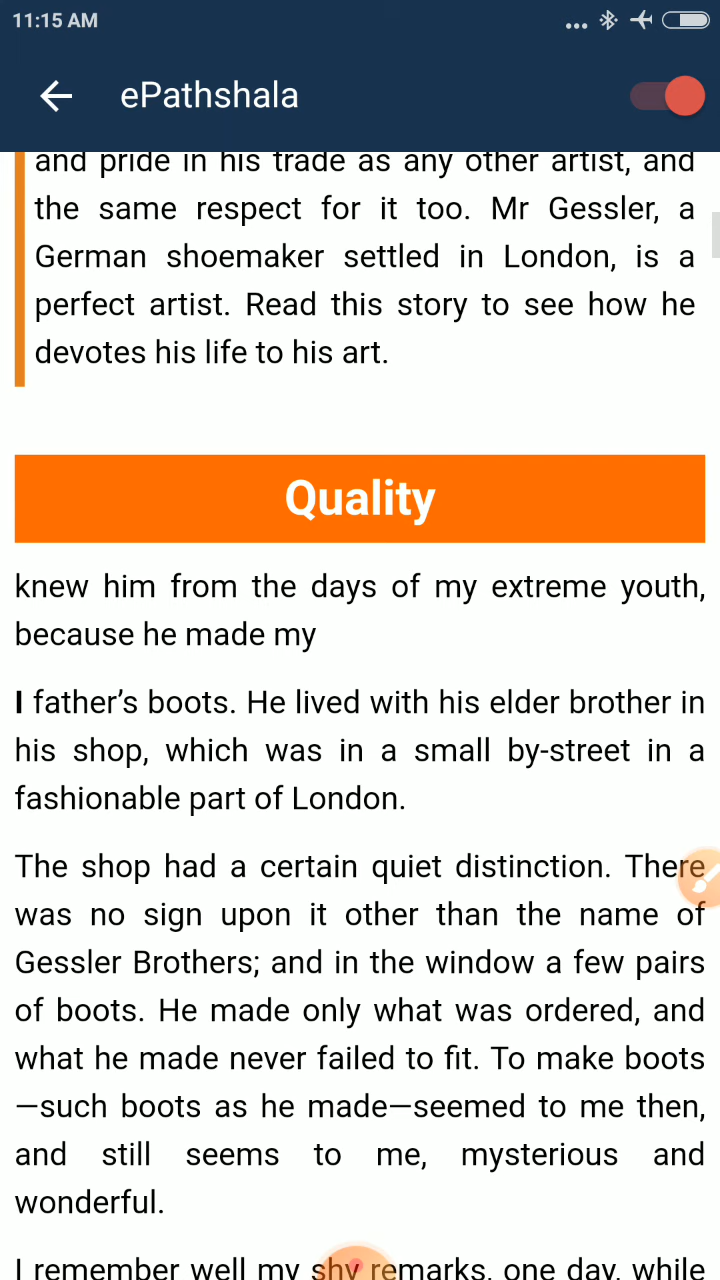 11:15 AM
ePathshala
and pride in his trade as any other artist, and
the same respect for it too. Mr Gessler, a
German shoemaker settled in London, is a
perfect artist. Read this story to see how he
devotes his life to his art.
Quality
knew him from the days of my extreme youth,
because he made my
I father’s boots. He lived with his elder brother in
his shop, which was in a small by-street in a
fashionable part of London.
The shop had a certain quiet distinction. There
was no sign upon it other than the name of
Gessler Brothers; and in the window a few pairs
of boots. He made only what was ordered, and
what he made never failed to fit. To make boots
—such boots as he made—seemed to me then,
and still seems to me, mysterious and
wonderful.
I remember well my shy remarks, one day, while